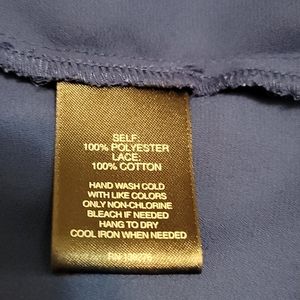 SELF:
100% POLYESTER
LACE:
100% COTTON
HAND WASH COLD
WITH LIKE COLORS
ONLY NON-CHLORINE
BLEACH IF NEEDED
HANG TO DRY
COOL IRON WHEN NEEDED
RN